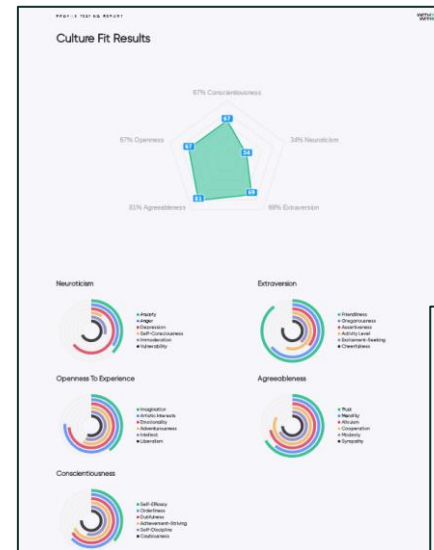 PROFILE TESTING REPORT
Culture Fit Results
67% Conscientiousness
67
67% Openness
67
34
34% Neuroticism
81
69
81% Agreeableness
Extraversion
Neuroticism
Anxiety
Anger
Depression
Self-Consciousness
Immoderation
Vulnerability
Extraversion
Friendliness
Gregariousness
Assertiveness
Activity Level
Excitement-Seeking
Cheerfulness
Openness To Experience
Imagination
Artistic Interests
Emotionality
Adventurousness
Intellect
Liberalism
Agreeableness
Trust
Morality
Altruism
Cooperation
Modesty
Sympathy
Conscientiousness
Self-Efficacy
Orderliness
Dutifulness
Achievement-Striving
Self-Discipline
Cautiousness